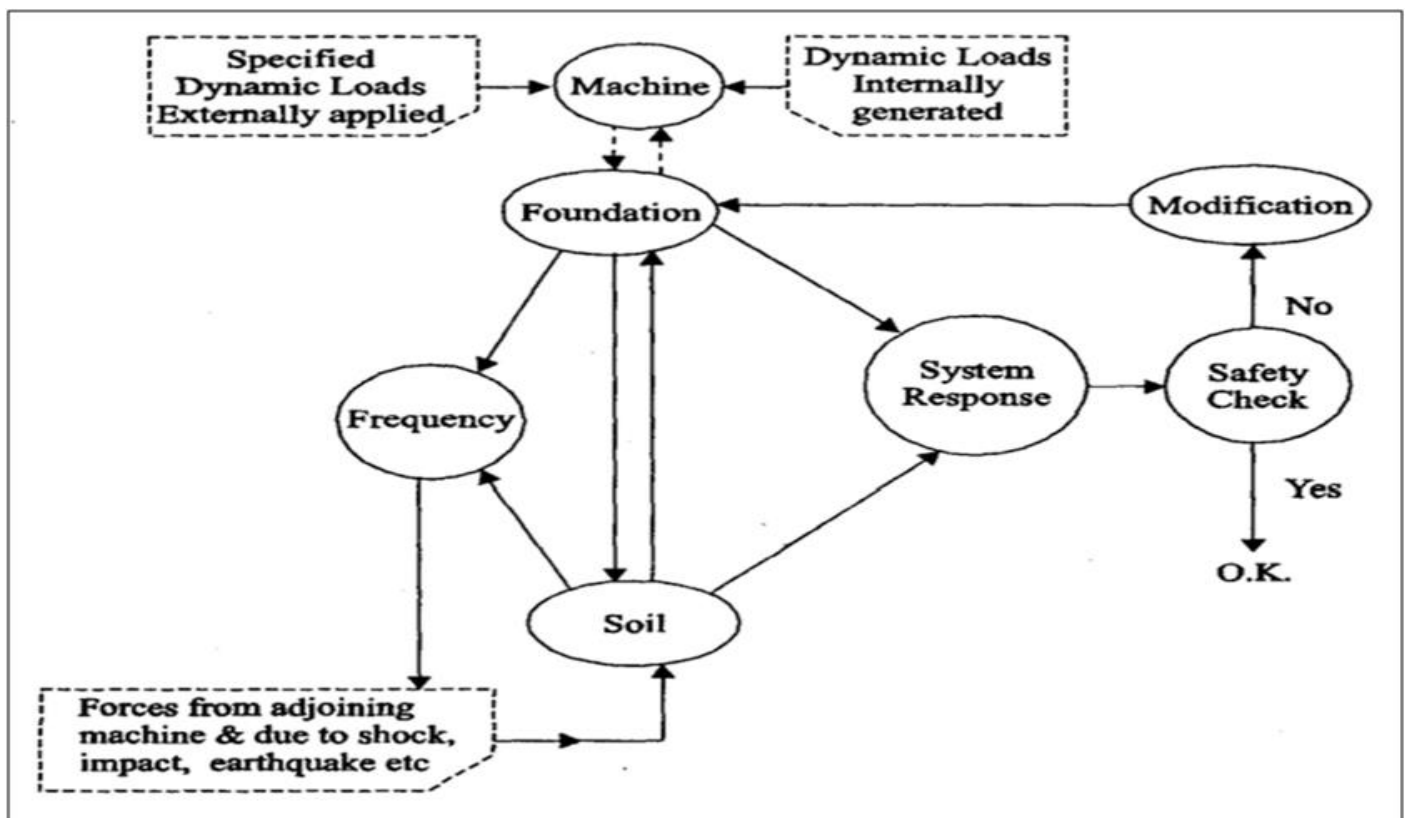 Specified
Dynamic Loads
Externally applied
Machine
Dynamic Loads
Internally
generated
Foundation
Modification
No
Frequency
System
Response
Safety
Check
Yes
O.K.
Soil
Forces from adjoining
machine & due to shock,
impact, earthquake etc